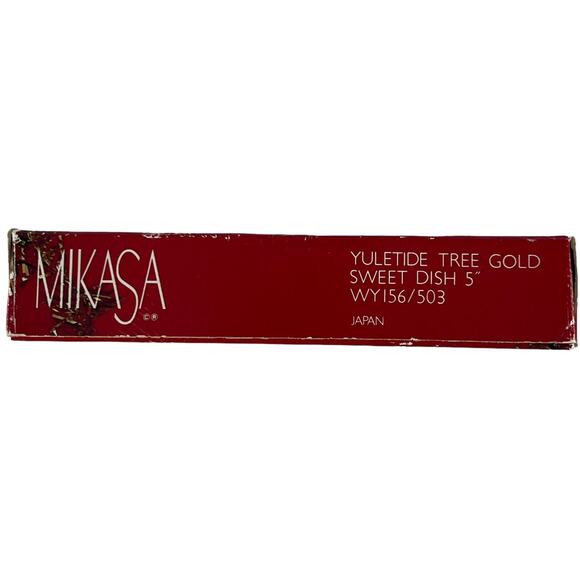 MIKASA
©®
YULETIDE TREE GOLD
SWEET DISH 5"
WY156/503
JAPAN